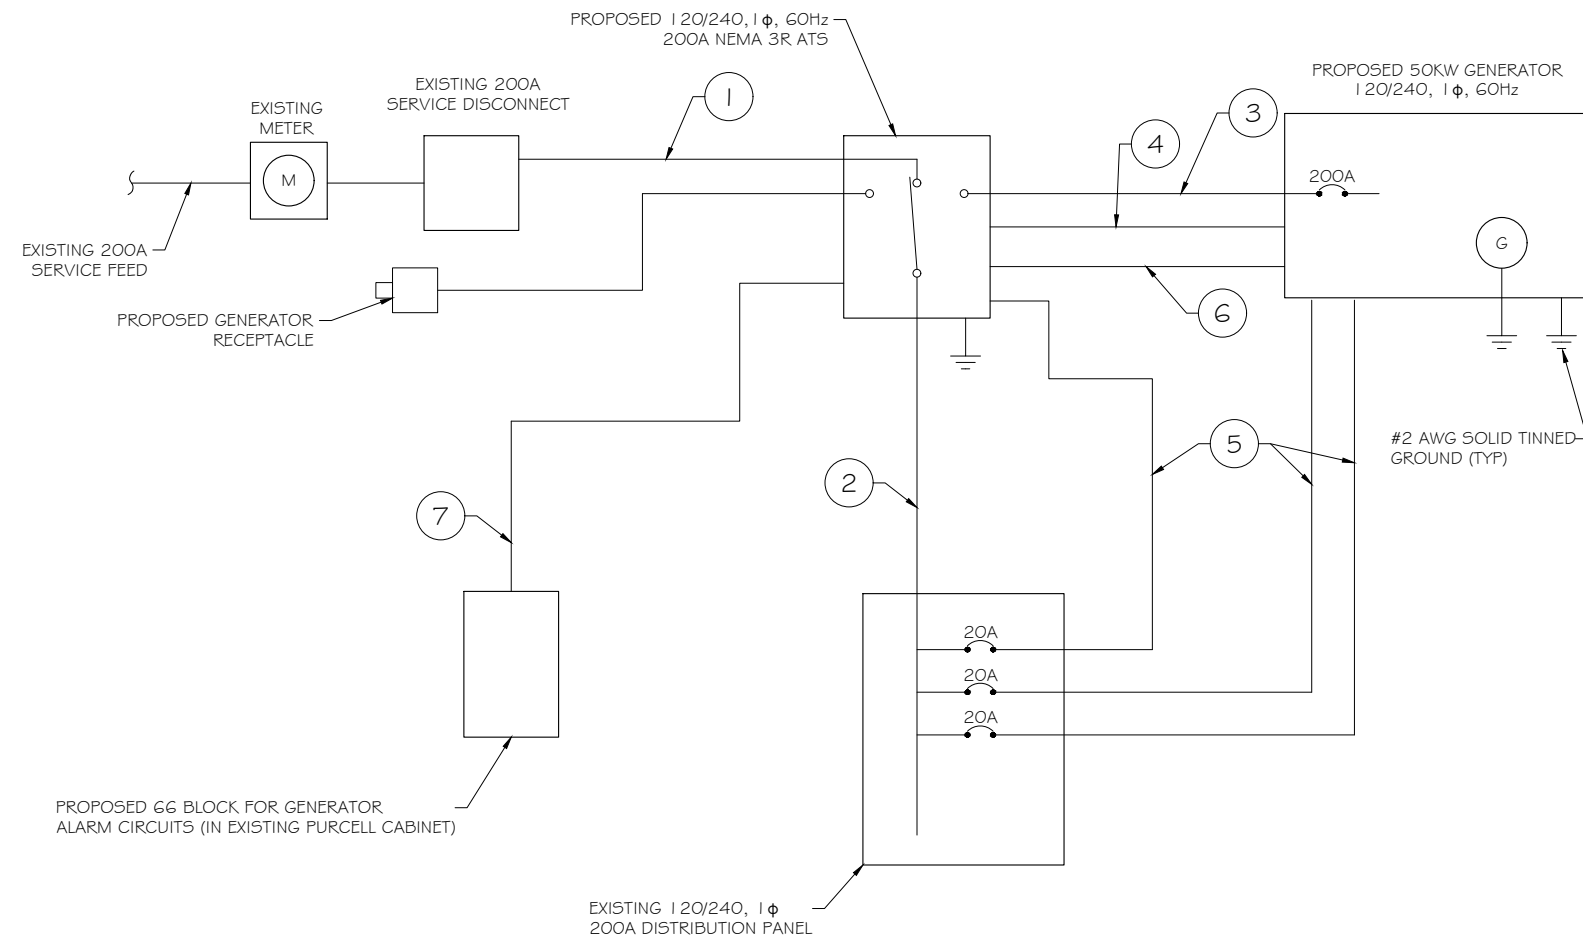 PROPOSED 120/240, 1ϕ, 60Hz
200A NEMA 3R ATS
PROPOSED 50KW GENERATOR
120/240, 1ϕ, 60Hz
EXISTING 200A
SERVICE DISCONNECT
EXISTING
METER
1
3
4
M
200A
EXISTING 200A
SERVICE FEED
G
PROPOSED GENERATOR
RECEPTACLE
6
#2 AWG SOLID TINNED
GROUND (TYP)
5
2
7
20A
20A
20A
PROPOSED 66 BLOCK FOR GENERATOR
ALARM CIRCUITS (IN EXISTING PURCELL CABINET)
EXISTING 120/240, 1ϕ
200A DISTRIBUTION PANEL